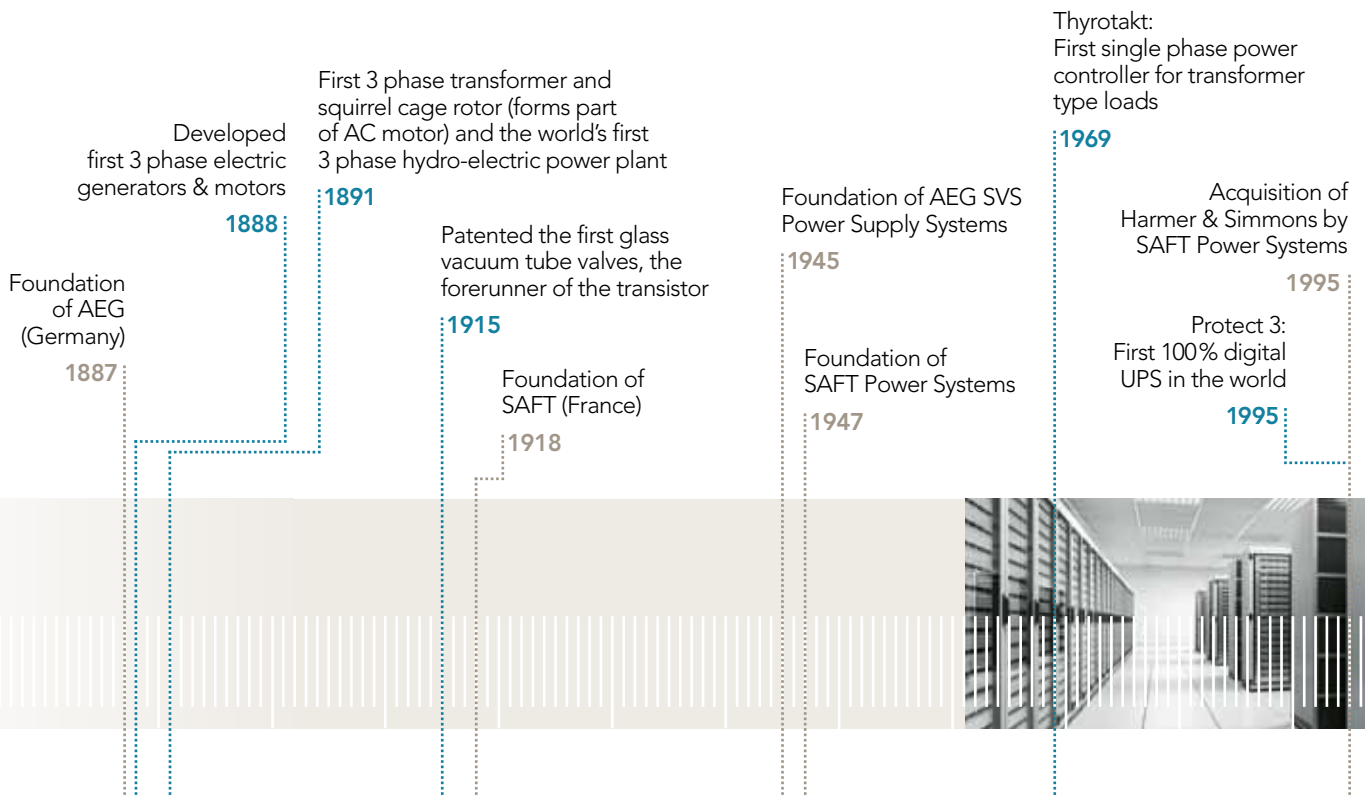 Foundation
of AEG
(Germany)
1887
Developed
first 3 phase electric
generators & motors
1888
First 3 phase transformer and
squirrel cage rotor (forms part
of AC motor) and the world's first
3 phase hydro-electric power plant
1891
Patented the first glass
vacuum tube valves, the
forerunner of the transistor
1915
Foundation of
SAFT (France)
1918
Foundation of AEG SVS
Power Supply Systems
1945
Foundation of
SAFT Power Systems
1947
Thyrotakt:
First single phase power
controller for transformer
type loads
1969
Acquisition of
Harmer & Simmons by
SAFT Power Systems
1995
Protect 3:
First 100% digital
UPS in the world
1995